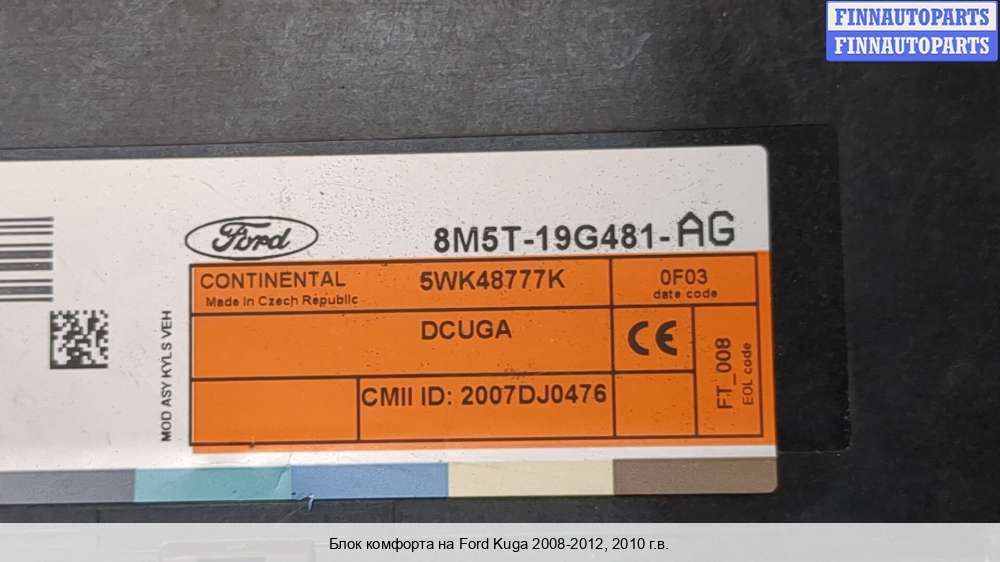 FINNAUTOPARTS
FINNAUTOPARTS
Ford
8M5T-19G481-AG
CONTINENTAL 5WK48777K 0F03
Made in Czech Republic date code
DCUGA
CMII ID: 2007DJ0476
CE
FT_008
EOL code
MOD ASY KYLS VEH
Блок комфорта на Ford Kuga 2008-2012, 2010 г.в.